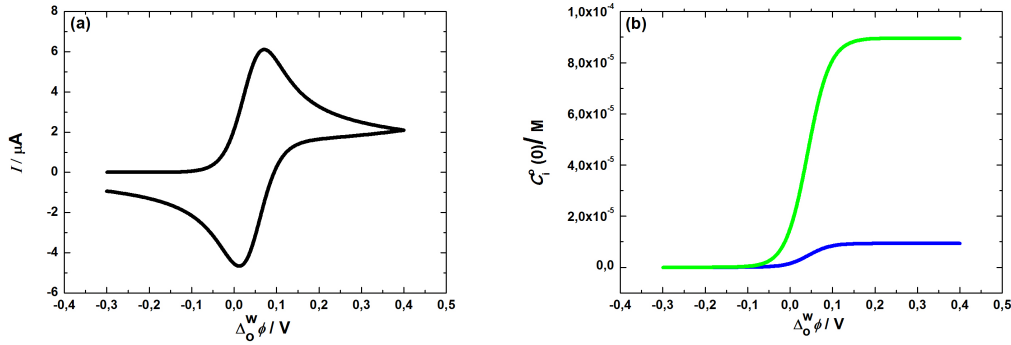 (a)
I / µA
8
6
4
2
0
-2
-4
-6
-0,4 -0,3 -0,2 -0,1 0,0 0,1 0,2 0,3 0,4 0,5
Δ_o^w ϕ / V
(b)
C_i^o (0)/ M
1,0x10^-4
8,0x10^-5
6,0x10^-5
4,0x10^-5
2,0x10^-5
0,0
-0,4 -0,3 -0,2 -0,1 0,0 0,1 0,2 0,3 0,4 0,5
Δ_o^w ϕ / V